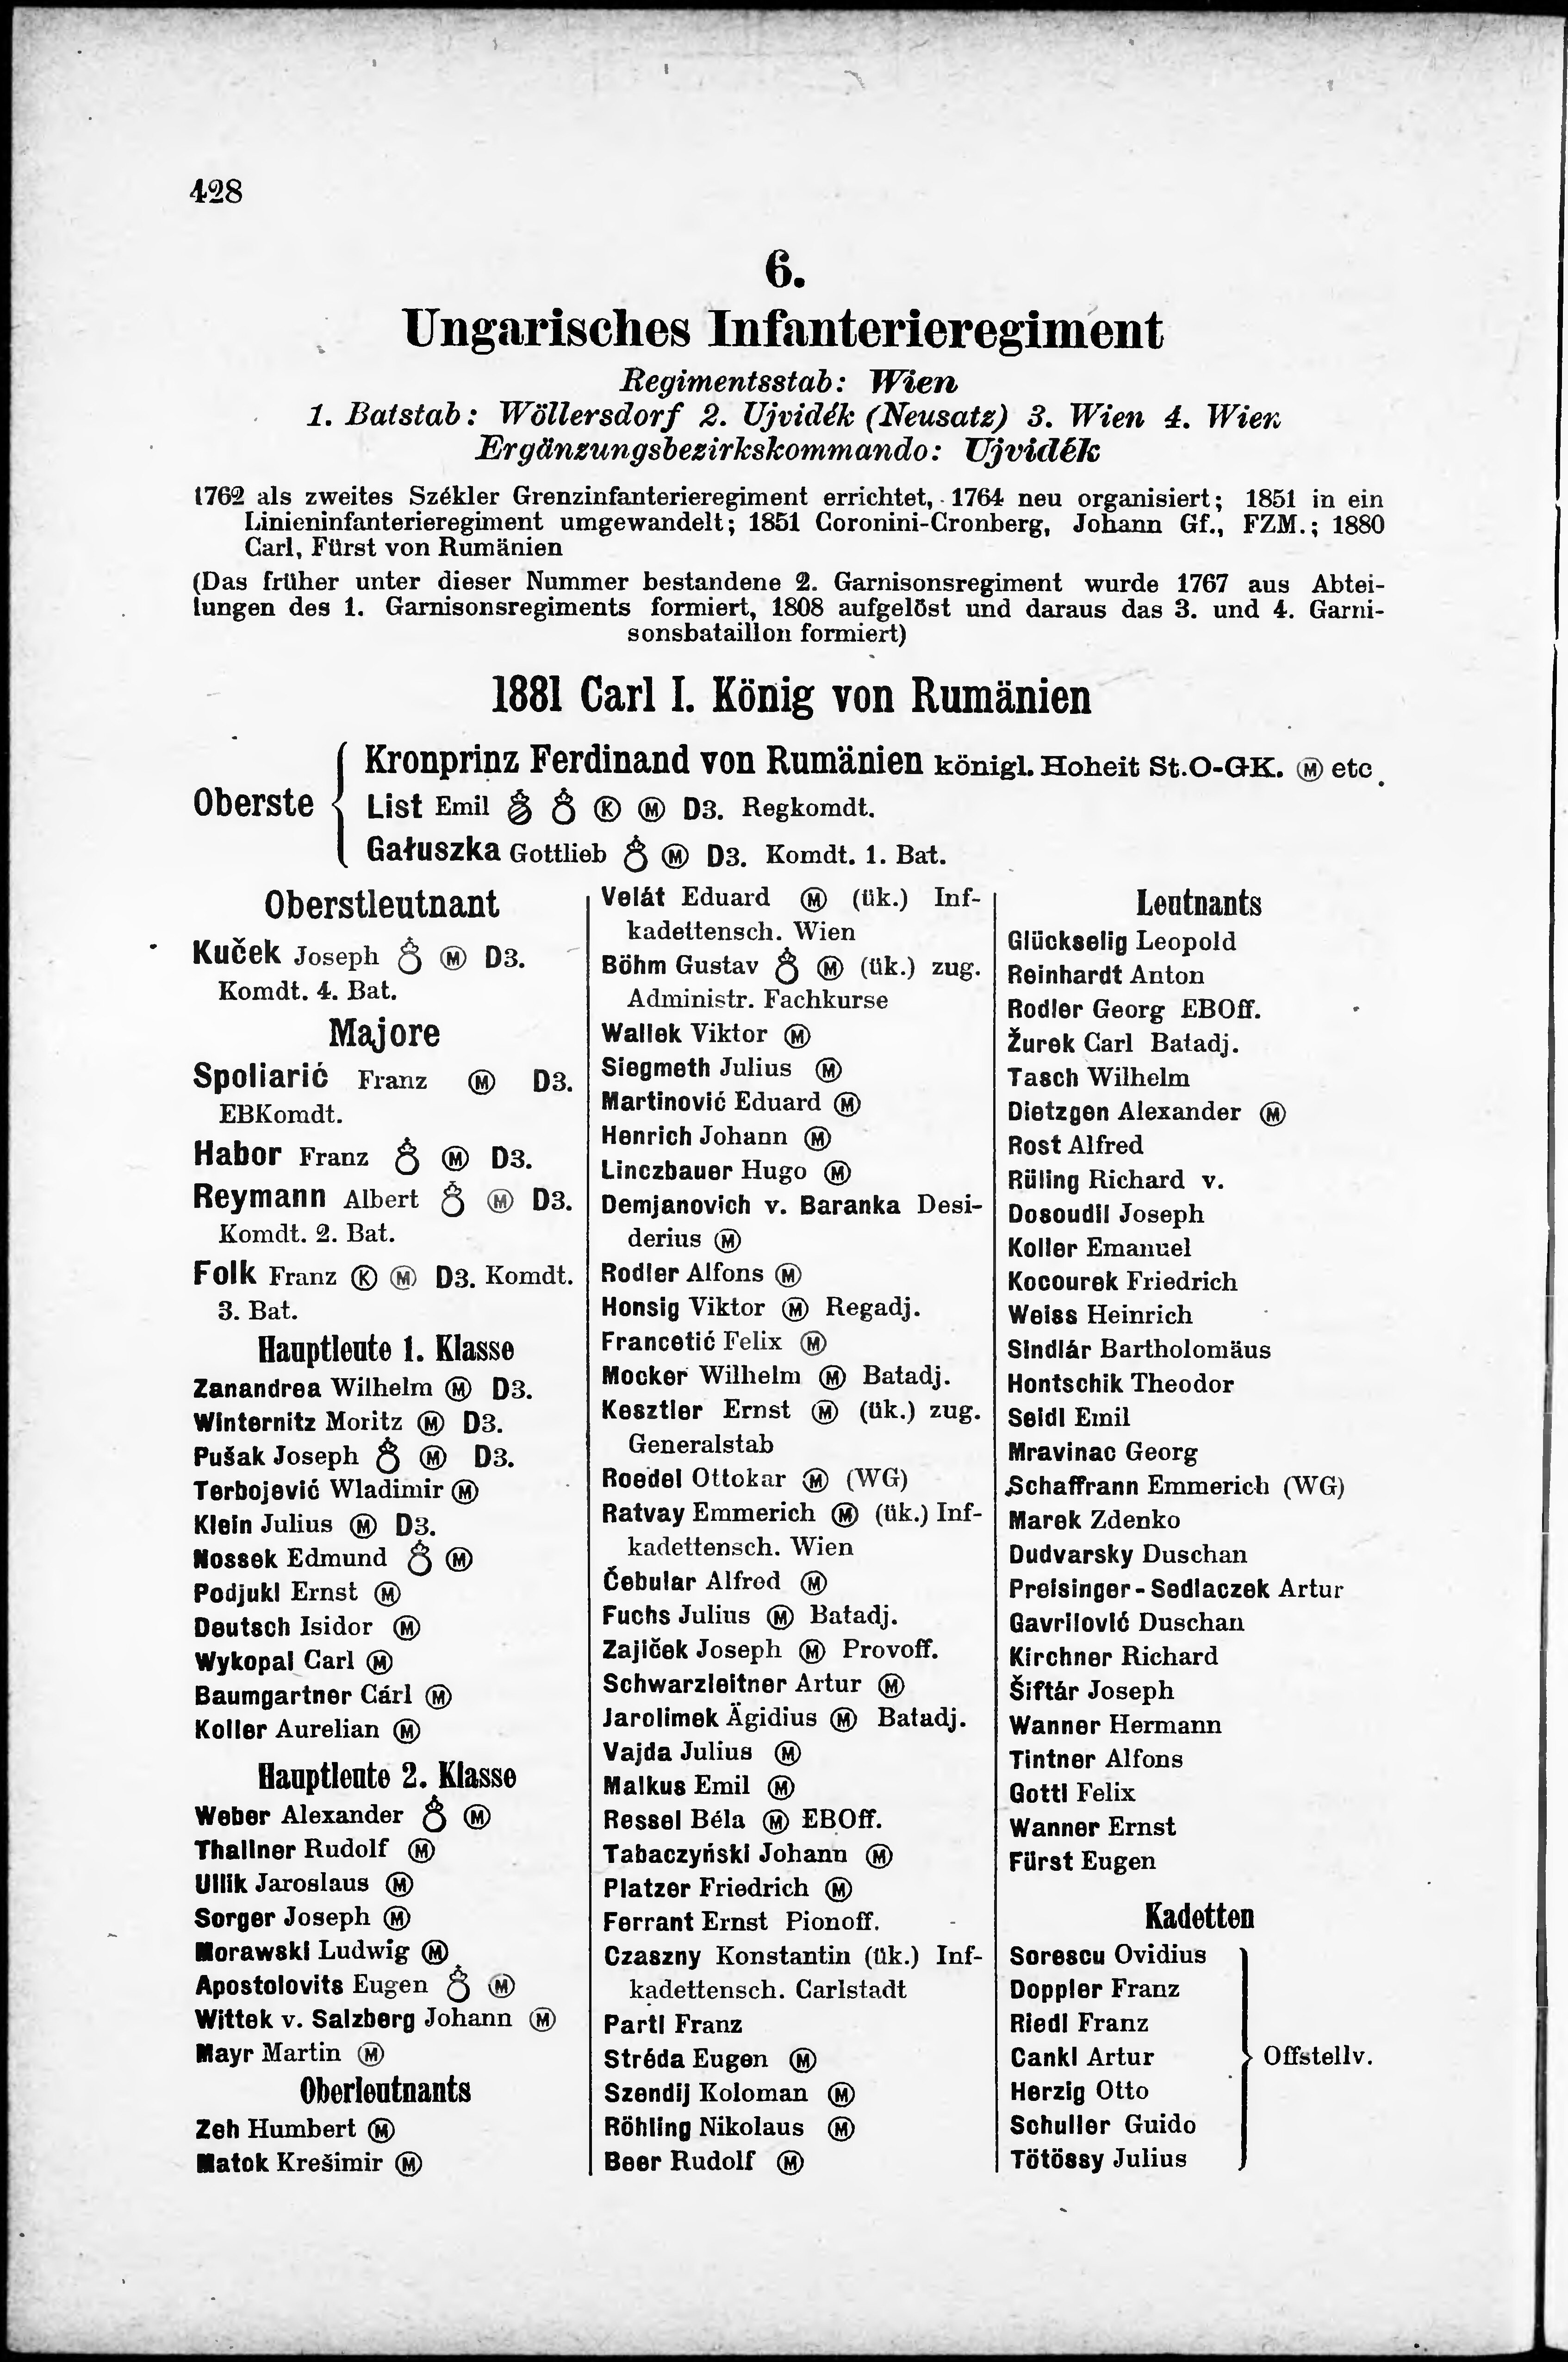 428
6.
Ungarisches Infanterieregiment
Regimentsstab: Wien
1. Batstab: Wöllersdorf 2. Ujvidék (Neusatz) 3. Wien 4. Wien
Ergänzungsbezirkskommando: Ujvidék
1762 als zweites Székler Grenzinfanterieregiment errichtet, 1764 neu organisiert; 1851 in ein
Linieninfanterieregiment umgewandelt; 1851 Coronini-Cronberg, Johann Gf., FZM.; 1880
Carl, Fürst von Rumänien
(Das früher unter dieser Nummer bestandene 2. Garnisonsregiment wurde 1767 aus Abtei-
lungen des 1. Garnisonsregiments formiert, 1808 aufgelöst und daraus das 3. und 4. Garni-
sonsbataillon formiert)
1881 Carl I. König von Rumänien
Oberste
Kronprinz Ferdinand von Rumänien königl. Hoheit St.O-GK. Ⓜ etc.
List Emil Ⓚ Ⓜ D3. Regkomdt.
Gałuszka Gottlieb Ⓜ D3. Komdt. 1. Bat.
Oberstleutnant
Kuček Joseph Ⓜ D3.
Komdt. 4. Bat.
Majore
Spoliarić Franz Ⓜ D3.
EBKomdt.
Habor Franz Ⓜ D3.
Reymann Albert Ⓜ D3.
Komdt. 2. Bat.
Folk Franz Ⓚ Ⓜ D3. Komdt.
3. Bat.
Hauptleute 1. Klasse
Zanandrea Wilhelm Ⓜ D3.
Winternitz Moritz Ⓜ D3.
Pušak Joseph Ⓜ D3.
Terbojević Wladimir Ⓜ
Klein Julius Ⓜ D3.
Nossek Edmund Ⓜ
Podjukl Ernst Ⓜ
Deutsch Isidor Ⓜ
Wykopal Carl Ⓜ
Baumgartner Carl Ⓜ
Koller Aurelian Ⓜ
Hauptleute 2. Klasse
Weber Alexander Ⓜ
Thallner Rudolf Ⓜ
Ullik Jaroslaus Ⓜ
Sorger Joseph Ⓜ
Morawski Ludwig Ⓜ
Apostolovits Eugen Ⓜ
Wittek v. Salzberg Johann Ⓜ
Mayr Martin Ⓜ
Oberleutnants
Zeh Humbert Ⓜ
Matok Krešimir Ⓜ
Velát Eduard Ⓜ (ük.) Inf-
kadettensch. Wien
Böhm Gustav Ⓜ (ük.) zug.
Administr. Fachkurse
Wallek Viktor Ⓜ
Siegmeth Julius Ⓜ
Martinović Eduard Ⓜ
Henrich Johann Ⓜ
Linczbauer Hugo Ⓜ
Demjanovich v. Baranka Desi-
derius Ⓜ
Rodler Alfons Ⓜ
Honsig Viktor Ⓜ Regadj.
Francetić Felix Ⓜ
Mocker Wilhelm Ⓜ Batadj.
Kesztler Ernst Ⓜ (ük.) zug.
Generalstab
Roedel Ottokar Ⓜ (WG)
Ratvay Emmerich Ⓜ (ük.) Inf-
kadettensch. Wien
Čebular Alfred Ⓜ
Fuchs Julius Ⓜ Batadj.
Zajiček Joseph Ⓜ Provoff.
Schwarzleitner Artur Ⓜ
Jarolimek Ägidius Ⓜ Batadj.
Vajda Julius Ⓜ
Malkus Emil Ⓜ
Ressel Béla Ⓜ EBOff.
Tabaczyński Johann Ⓜ
Platzer Friedrich Ⓜ
Ferrant Ernst Pionoff.
Czaszny Konstantin (ük.) Inf-
kadettensch. Carlstadt
Partl Franz
Stréda Eugen Ⓜ
Szendij Koloman Ⓜ
Röhling Nikolaus Ⓜ
Beer Rudolf Ⓜ
Leutnants
Glückselig Leopold
Reinhardt Anton
Rodler Georg EBOff.
Žurek Carl Batadj.
Tasch Wilhelm
Dietzgen Alexander Ⓜ
Rost Alfred
Rüling Richard v.
Dosoudil Joseph
Koller Emanuel
Kocourek Friedrich
Weiss Heinrich
Sindlár Bartholomäus
Hontschik Theodor
Seidl Emil
Mravinac Georg
Schaffrann Emmerich (WG)
Marek Zdenko
Dudvarsky Duschan
Preisinger-Sedlaczek Artur
Gavrilović Duschan
Kirchner Richard
Šiftár Joseph
Wanner Hermann
Tintner Alfons
Gottl Felix
Wanner Ernst
Fürst Eugen
Kadetten
Sorescu Ovidius
Doppler Franz
Riedl Franz
Cankl Artur
Herzig Otto
Schuller Guido
Tötössy Julius
Offstellv.